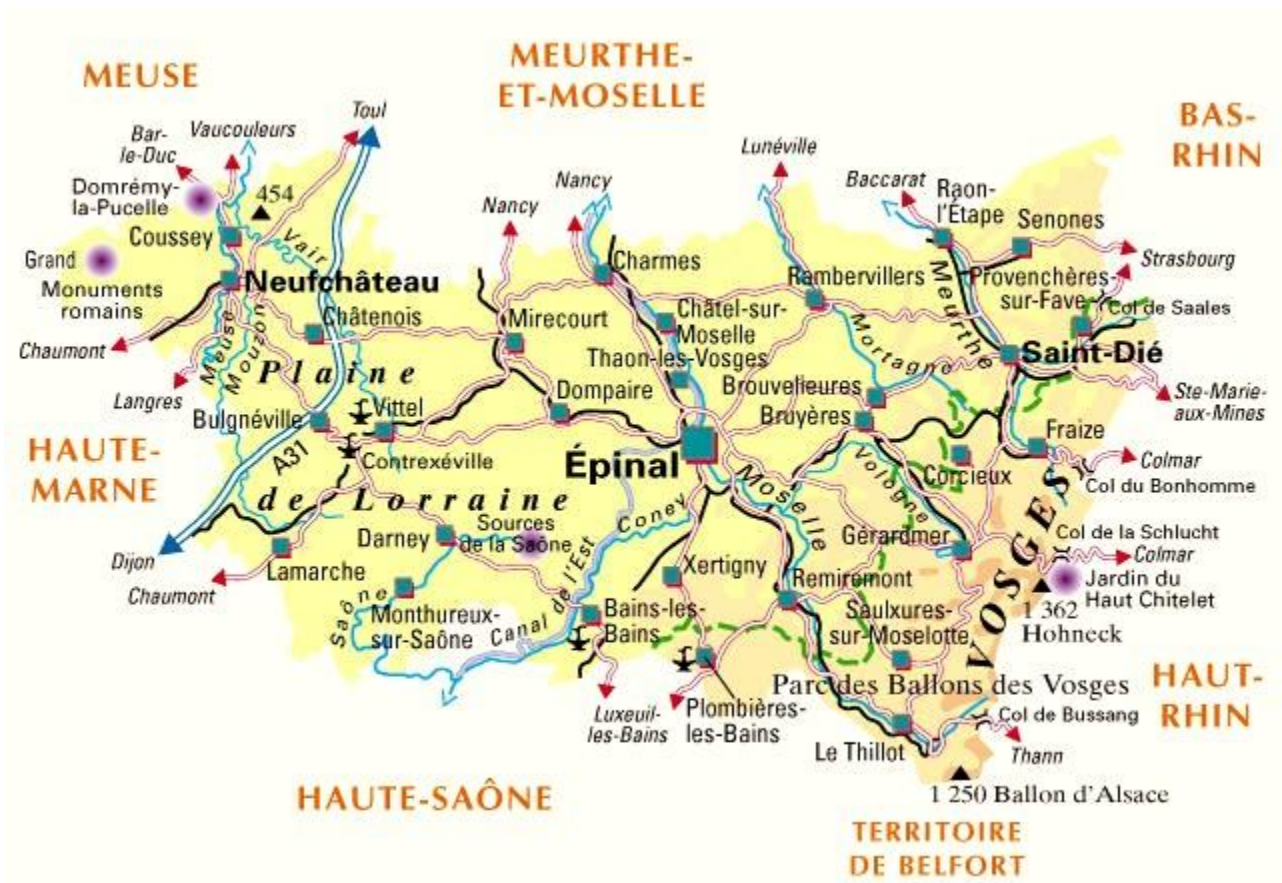 MEUSE
MEURTHE-
ET-MOSELLE
BAS-
RHIN
Toul
Bar-
le-Duc
Vaucouleurs
Lunéville
Nancy
Nancy
Baccarat
Raon-
l'Étape
Senones
Strasbourg
Domrémy-
la-Pucelle
454
Coussey
Vair
Grand
Monuments
romains
Neufchâteau
Charmes
Rambervillers
Meurthe
Provenchères-
sur-Fave
Col de Saales
Châtenois
Mirecourt
Châtel-sur-
Moselle
Mortagne
Saint-Dié
Chaumont
Meuse
Mouzon
Langres
Plaine
Thaon-les-Vosges
Dompaire
Brouvelieures
Bruyères
Ste-Marie-
aux-Mines
Bulgnéville
Vittel
A31
Contrexéville
HAUTE-
MARNE
Épinal
Moselle
Vologne
Corcieux
Fraize
Colmar
Col du Bonhomme
de Lorraine
Coney
Darney
Sources
de la Saône
Gérardmer
VOSGES
Col de la Schlucht
Colmar
Dijon
Lamarche
Chaumont
Xertigny
Remiremont
Jardin du
Haut Chitelet
1 362
Hohneck
Saône
Monthureux-
sur-Saône
Canal de l'Est
Bains-les-
Bains
Saulxures-
sur-Moselotte
Parc des Ballons des Vosges
HAUT-
RHIN
Luxeuil-
les-Bains
Plombières-
les-Bains
Col de Bussang
Le Thillot
Thann
HAUTE-SAÔNE
1 250 Ballon d'Alsace
TERRITOIRE
DE BELFORT